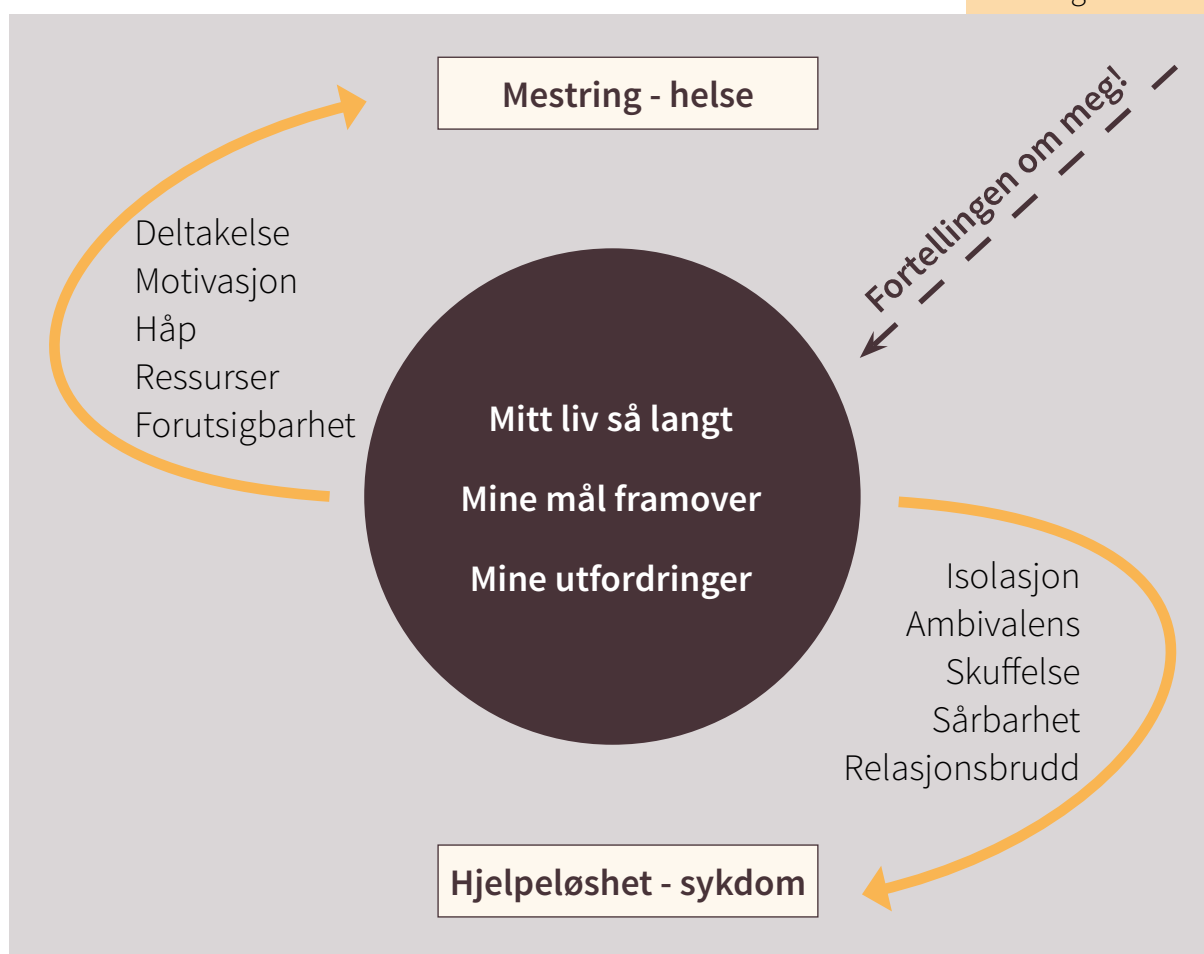 Mestring - helse
Fortellingen om meg!
Deltakelse
Motivasjon
Håp
Ressurser
Forutsigbarhet
Mitt liv så langt
Mine mål framover
Mine utfordringer
Isolasjon
Ambivalens
Skuffelse
Sårbarhet
Relasjonsbrudd
Hjelpeløshet - sykdom